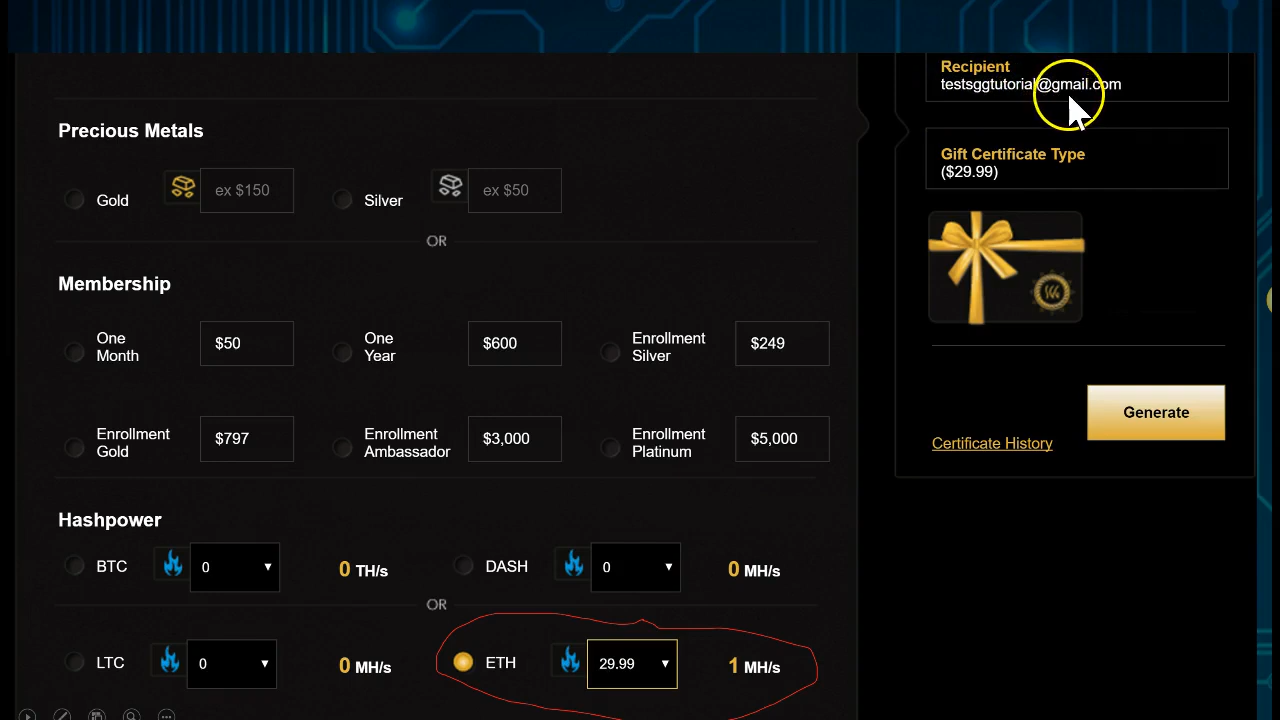 Recipient
testsggtutorial@gmail.com
Gift Certificate Type
($29.99)
Generate
Certificate History
Precious Metals
Gold ex $150 Silver ex $50
OR
Membership
One Month $50 One Year $600 Enrollment Silver $249
Enrollment Gold $797 Enrollment Ambassador $3,000 Enrollment Platinum $5,000
Hashpower
BTC 0 0 TH/s DASH 0 0 MH/s
OR
LTC 0 0 MH/s ETH 29.99 1 MH/s